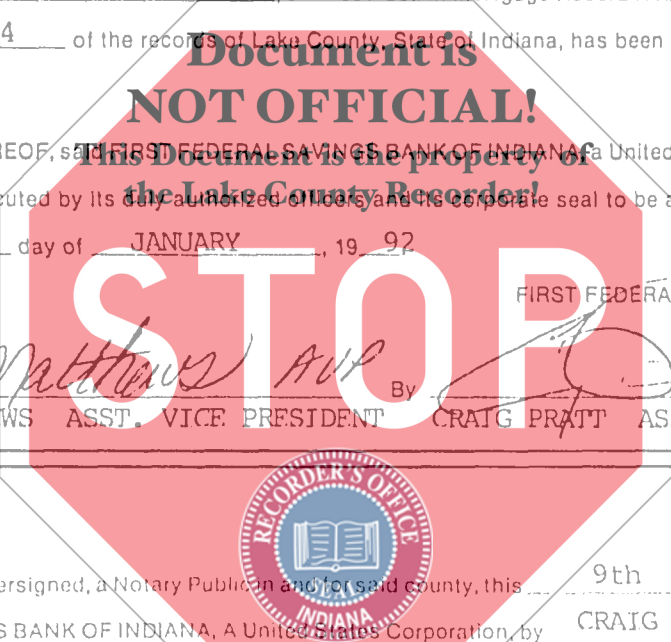 4 of the records of Lake County, State of Indiana, has been
Document is
NOT OFFICIAL!
EOF, said FIRST FEDERAL SAVINGS BANK OF INDIANA, a United
This Document is the property of
cuted by its duly authorized officers and its corporate seal to be a
the Lake County Recorder!
day of JANUARY, 19 92
STOP
FIRST FEDERA
Matthews AVP By
WS ASST. VICE PRESIDENT CRAIG PRATT AS
RECORDER'S OFFICE
SEAL
INDIANA
ersigned, a Notary Public in and for said county, this 9th
S BANK OF INDIANA, A United States Corporation, by CRAIG